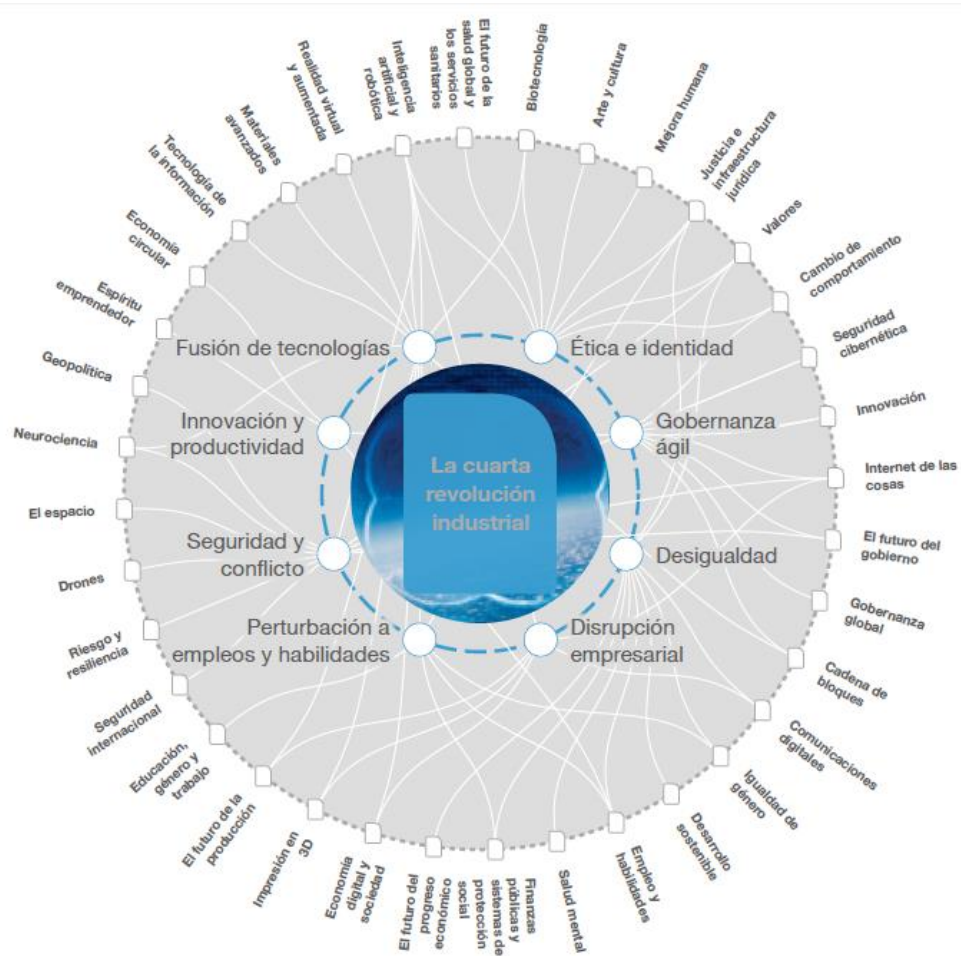 El futuro de la
salud global y
los servicios
sanitarios
Biotecnología
Arte y cultura
Mejora humana
Justicia e
infraestructura
jurídica
Valores
Cambio de
comportamiento
Seguridad
cibernética
Innovación
Internet de las
cosas
El futuro del
gobierno
Gobernanza
global
Cadena de
bloques
Comunicaciones
digitales
Igualdad de
género
Desarrollo
sostenible
Empleo y
habilidades
Salud mental
Finanzas
públicas y
sistemas de
protección
social
El futuro del
progreso
económico
Economía
digital y
sociedad
Impresión en
3D
El futuro de la
producción
Educación,
género y
trabajo
Seguridad
internacional
Riesgo y
resiliencia
Drones
El espacio
Neurociencia
Geopolítica
Espíritu
emprendedor
Economía
circular
Tecnología de
la información
Materiales
avanzados
Realidad virtual
y aumentada
Inteligencia
artificial y
robótica
Fusión de tecnologías
Ética e identidad
Innovación y
productividad
Gobernanza
ágil
La cuarta
revolución
industrial
Seguridad y
conflicto
Desigualdad
Perturbación a
empleos y habilidades
Disrupción
empresarial